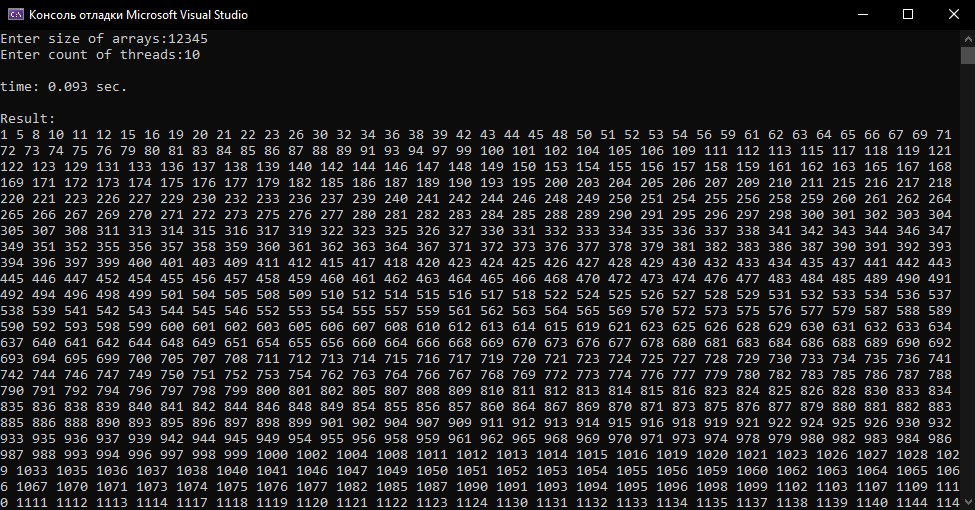 Консоль отладки Microsoft Visual Studio
Enter size of arrays:12345
Enter count of threads:10
time: 0.093 sec.
Result:
1 5 8 10 11 12 15 16 19 20 21 22 23 26 30 32 34 36 38 39 42 43 44 45 48 50 51 52 53 54 56 59 61 62 63 64 65 66 67 69 71
72 73 74 75 76 79 80 81 83 84 85 86 87 88 89 91 93 94 97 99 100 101 102 104 105 106 109 111 112 113 115 117 118 119 121
122 123 129 131 133 136 137 138 139 140 142 144 146 147 148 149 150 153 154 155 156 157 158 159 161 162 163 165 167 168
169 171 172 173 174 175 176 177 179 182 185 186 187 189 190 193 195 200 203 204 205 206 207 209 210 211 215 216 217 218
220 221 223 226 227 229 230 232 233 236 237 239 240 241 242 244 246 248 249 250 251 254 255 256 258 259 260 261 262 264
265 266 267 269 270 271 272 273 275 276 277 280 281 282 283 284 285 288 289 290 291 295 296 297 298 300 301 302 303 304
305 307 308 311 313 314 315 316 317 319 322 323 325 326 327 330 331 332 333 334 335 336 337 338 341 342 343 344 346 347
349 351 352 355 356 357 358 359 360 361 362 363 364 367 371 372 373 376 377 378 379 381 382 383 386 387 390 391 392 393
394 396 397 399 400 401 403 409 411 412 415 417 418 420 423 424 425 426 427 428 429 430 432 433 434 435 437 441 442 443
445 446 447 452 454 455 456 457 458 459 460 461 462 463 464 465 466 468 470 472 473 474 476 477 483 484 485 489 490 491
492 494 496 498 499 501 504 505 508 509 510 512 514 515 516 517 518 522 524 525 526 527 528 529 531 532 533 534 536 537
538 539 541 542 543 544 545 546 552 553 554 555 557 559 561 562 563 564 565 569 570 572 573 575 576 577 579 587 588 589
590 592 593 598 599 600 601 602 603 605 606 607 608 610 612 613 614 615 619 621 623 625 626 628 629 630 631 632 633 634
637 640 641 642 644 648 649 651 654 655 656 660 664 666 668 669 670 673 676 677 678 680 681 683 684 686 688 689 690 692
693 694 695 699 700 705 707 708 711 712 713 714 715 716 717 719 720 721 723 724 725 727 728 729 730 733 734 735 736 741
742 744 746 747 749 750 751 752 753 754 762 763 764 766 767 768 769 772 773 774 776 777 779 780 782 783 785 786 787 788
790 791 792 794 796 797 798 799 800 801 802 805 807 808 809 810 811 812 813 814 815 816 823 824 825 826 828 830 833 834
835 836 838 839 840 841 842 844 846 848 849 854 855 856 857 860 864 867 869 870 871 873 875 876 877 879 880 881 882 883
885 886 888 890 893 895 896 897 898 899 901 902 904 907 909 911 912 913 914 915 916 918 919 921 922 924 925 926 930 932
933 935 936 937 939 942 944 945 949 954 955 956 958 959 961 962 965 968 969 970 971 973 974 978 979 980 982 983 984 986
987 988 993 994 996 997 998 999 1000 1002 1004 1008 1011 1012 1013 1014 1015 1016 1019 1020 1021 1023 1026 1027 1028 102
9 1033 1035 1036 1037 1038 1040 1041 1046 1047 1049 1050 1051 1052 1053 1054 1055 1056 1059 1060 1062 1063 1064 1065 106
6 1067 1070 1071 1073 1074 1075 1076 1077 1082 1085 1087 1090 1091 1093 1094 1095 1096 1098 1099 1102 1103 1107 1109 111
0 1111 1112 1113 1114 1117 1118 1119 1120 1121 1122 1123 1124 1130 1131 1132 1133 1134 1135 1137 1138 1139 1140 1144 114